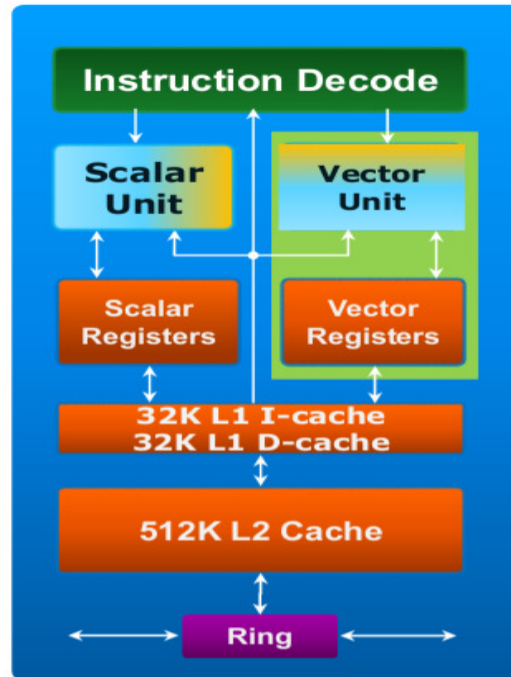 Instruction Decode
Scalar
Unit
Vector
Unit
Scalar
Registers
Vector
Registers
32K L1 I-cache
32K L1 D-cache
512K L2 Cache
Ring